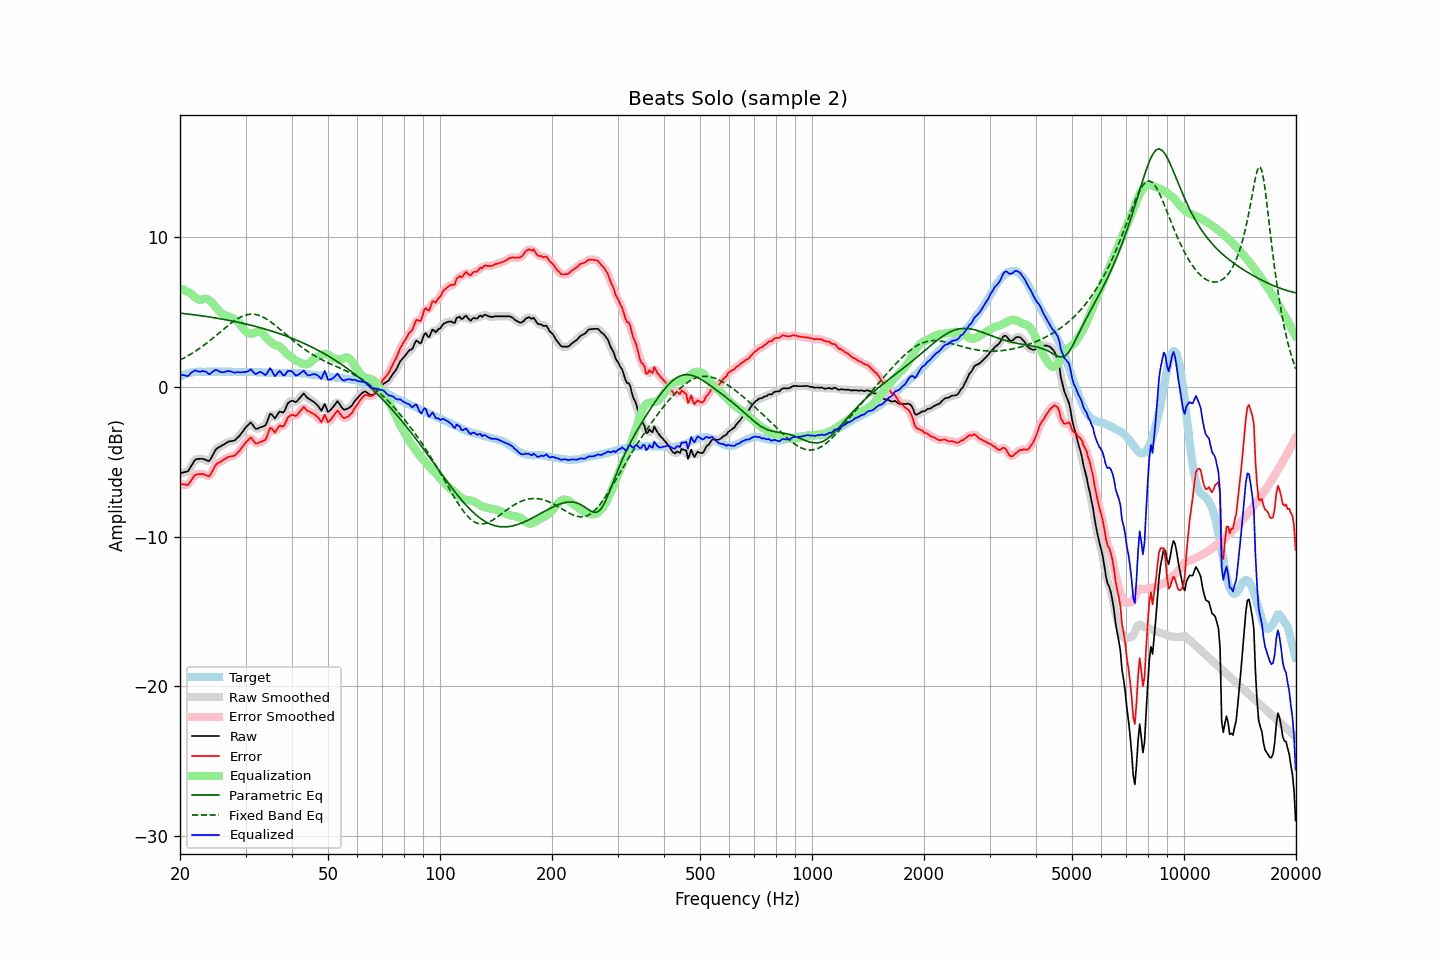 Beats Solo (sample 2)
Amplitude (dBr)
10
0
−10
−20
−30
Target
Raw Smoothed
Error Smoothed
Raw
Error
Equalization
Parametric Eq
Fixed Band Eq
Equalized
20 50 100 200 500 1000 2000 5000 10000 20000
Frequency (Hz)